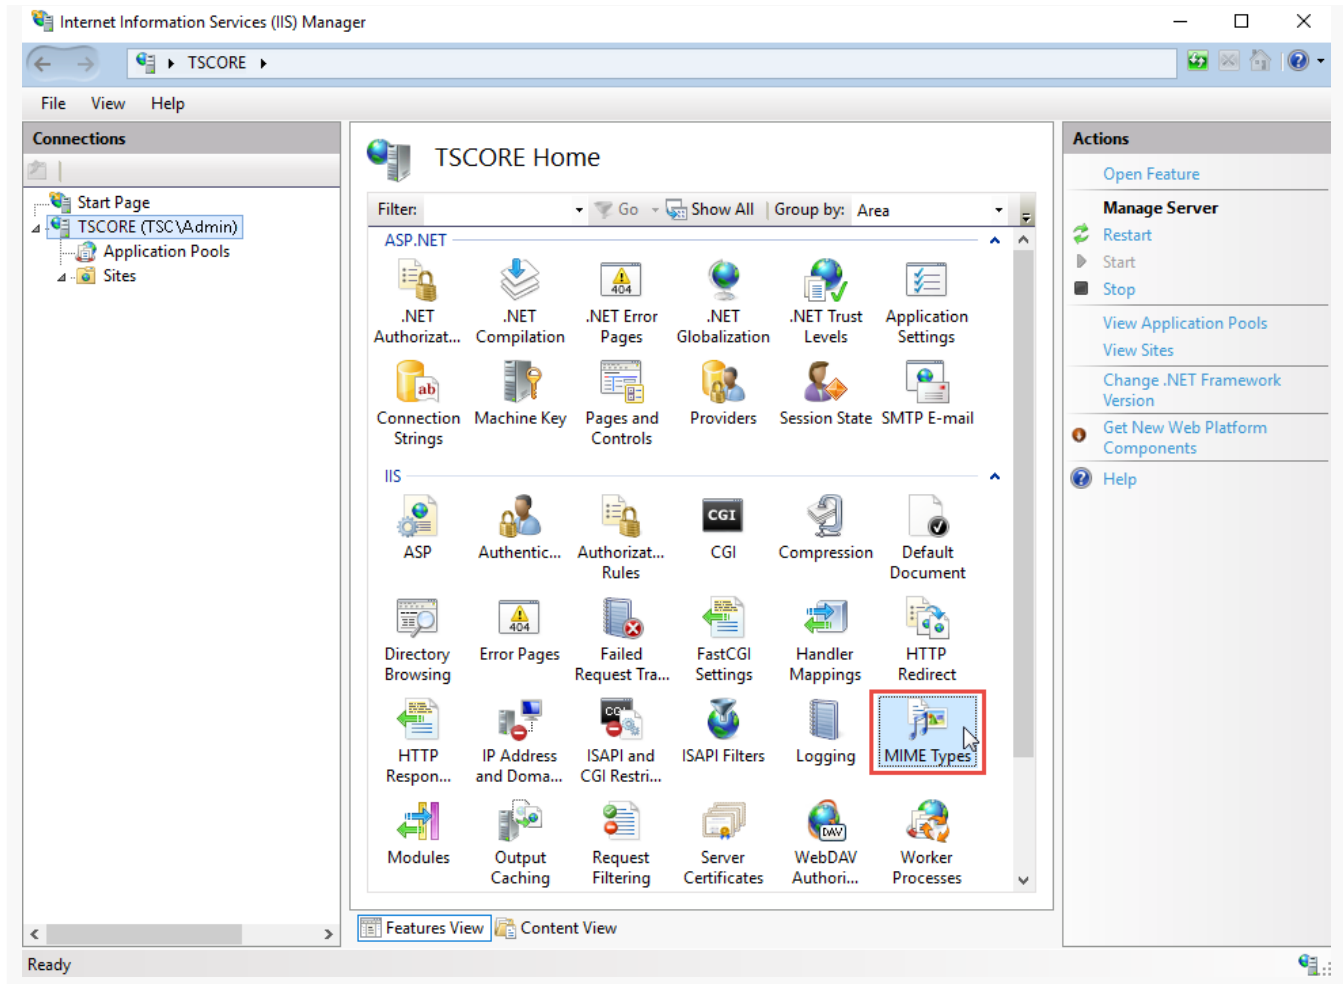 Internet Information Services (IIS) Manager
TSCORE
File View Help
Connections
Start Page
TSCORE (TSC\Admin)
Application Pools
Sites
TSCORE Home
Filter: Go Show All Group by: Area
ASP.NET
.NET Authorizat...
.NET Compilation
.NET Error Pages
.NET Globalization
.NET Trust Levels
Application Settings
404
Connection Strings
Machine Key
Pages and Controls
Providers
Session State
SMTP E-mail
ab
IIS
ASP
Authentic...
Authorizat... Rules
CGI
CGI
Compression
Default Document
Directory Browsing
404
Error Pages
Failed Request Tra...
FastCGI Settings
Handler Mappings
HTTP Redirect
HTTP Respon...
IP Address and Doma...
ISAPI and CGI Restri...
ISAPI Filters
Logging
MIME Types
Modules
Output Caching
Request Filtering
Server Certificates
DAV
WebDAV Authori...
Worker Processes
Features View
Content View
Actions
Open Feature
Manage Server
Restart
Start
Stop
View Application Pools
View Sites
Change .NET Framework
Version
Get New Web Platform
Components
Help
Ready